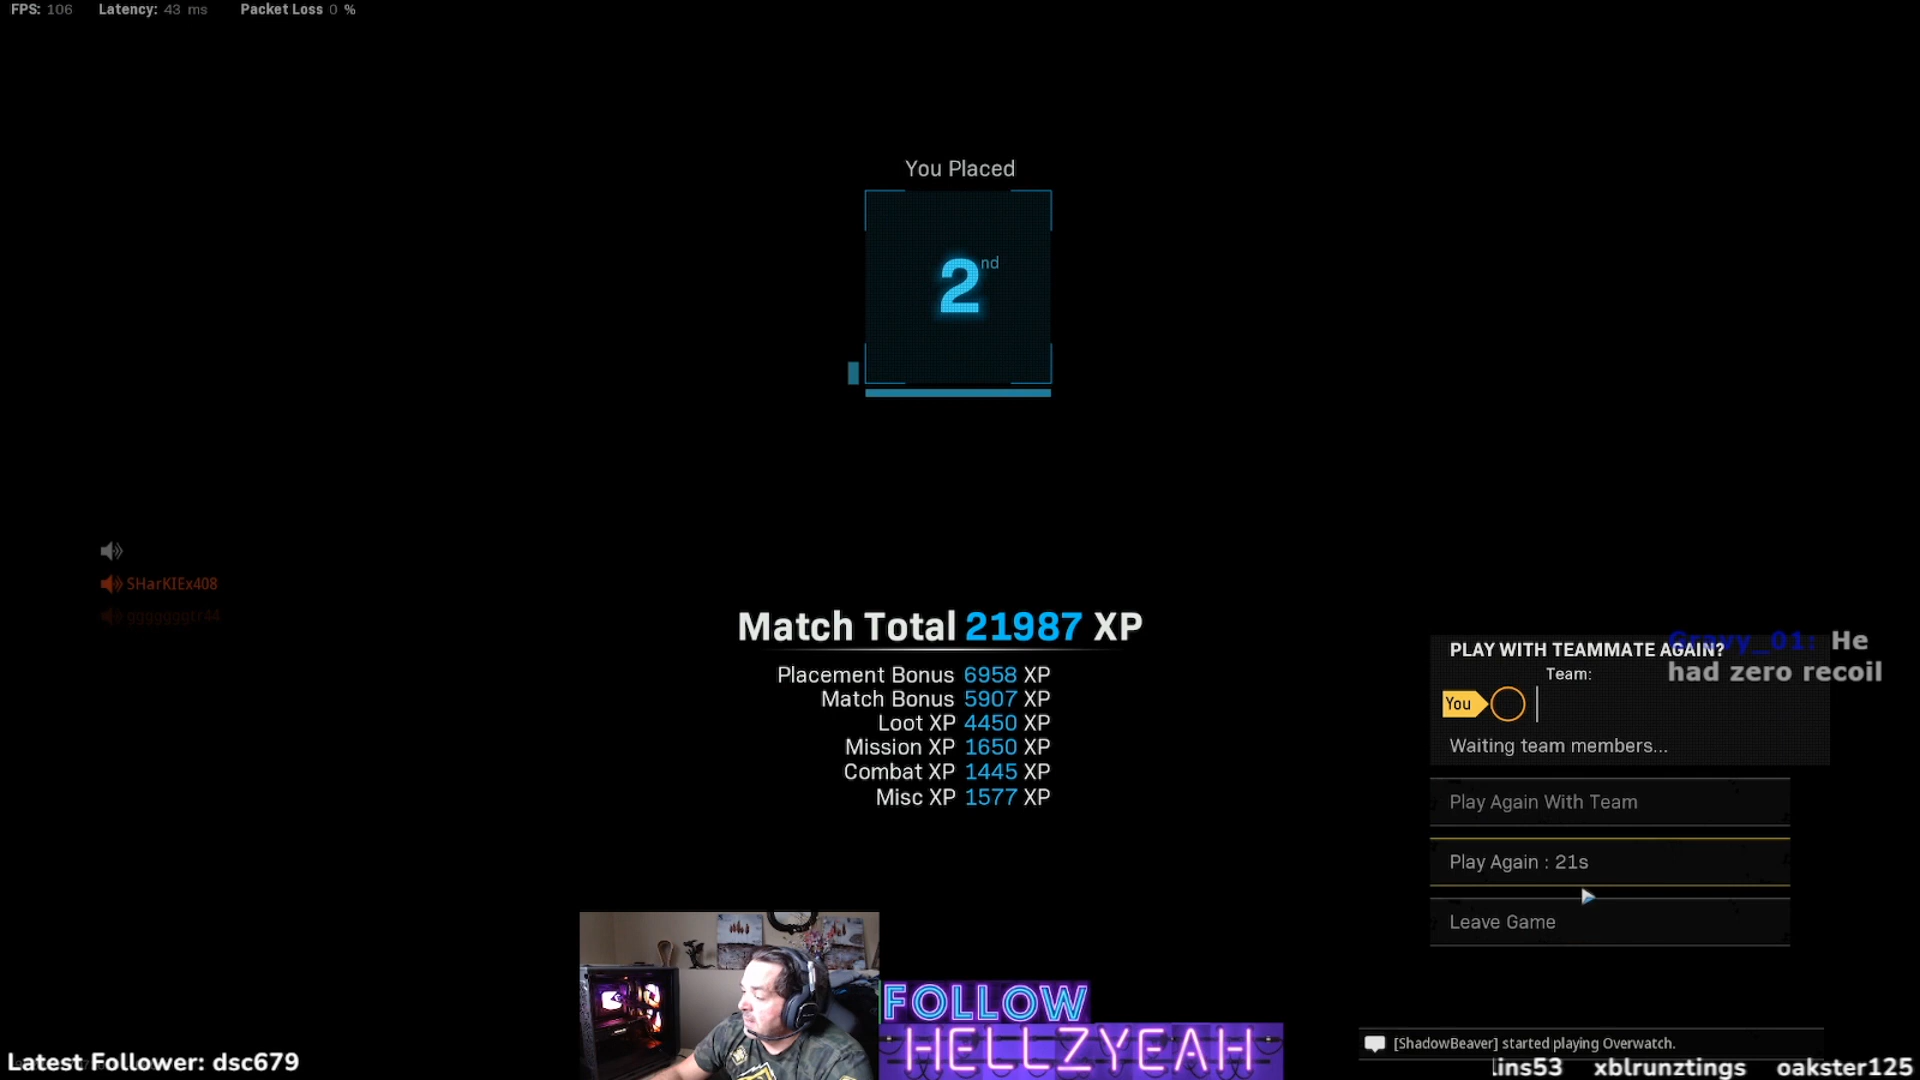 FPS: 106 Latency: 43 ms Packet Loss 0 %
You Placed
2nd
SHarKIEx408
Match Total 21987 XP
Placement Bonus 6958 XP
Match Bonus 5907 XP
Loot XP 4450 XP
Mission XP 1650 XP
Combat XP 1445 XP
Misc XP 1577 XP
Gravy_01: He
had zero recoil
PLAY WITH TEAMMATE AGAIN?
Team:
You
Waiting team members...
Play Again With Team
Play Again : 21s
Leave Game
FOLLOW
HELLZYEAH
[ShadowBeaver] started playing Overwatch.
Latest Follower: dsc679
lins53 xblrunztings oakster125